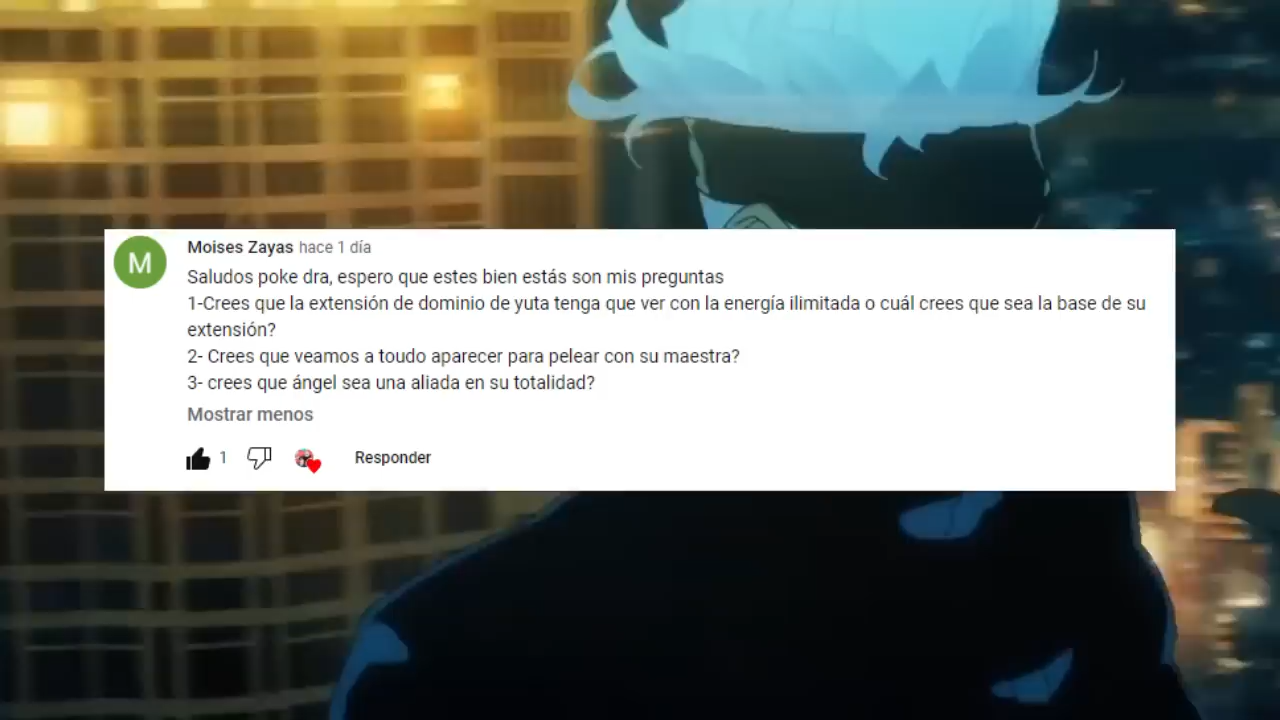 M
Moises Zayas hace 1 día
Saludos poke dra, espero que estes bien estás son mis preguntas
1-Crees que la extensión de dominio de yuta tenga que ver con la energía ilimitada o cuál crees que sea la base de su
extensión?
2- Crees que veamos a toudo aparecer para pelear con su maestra?
3- crees que ángel sea una aliada en su totalidad?
Mostrar menos
1 Responder